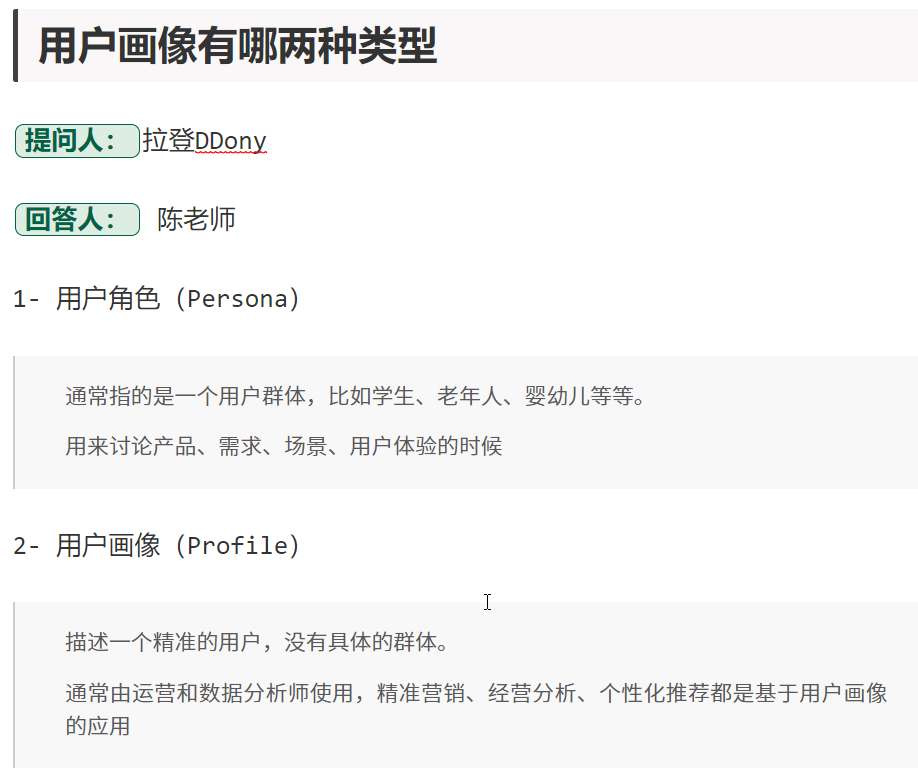 用户画像有哪两种类型
提问人：拉登DDony
回答人： 陈老师
1- 用户角色（Persona）
通常指的是一个用户群体，比如学生、老年人、婴幼儿等等。
用来讨论产品、需求、场景、用户体验的时候
2- 用户画像（Profile）
描述一个精准的用户，没有具体的群体。
通常由运营和数据分析师使用，精准营销、经营分析、个性化推荐都是基于用户画像
的应用